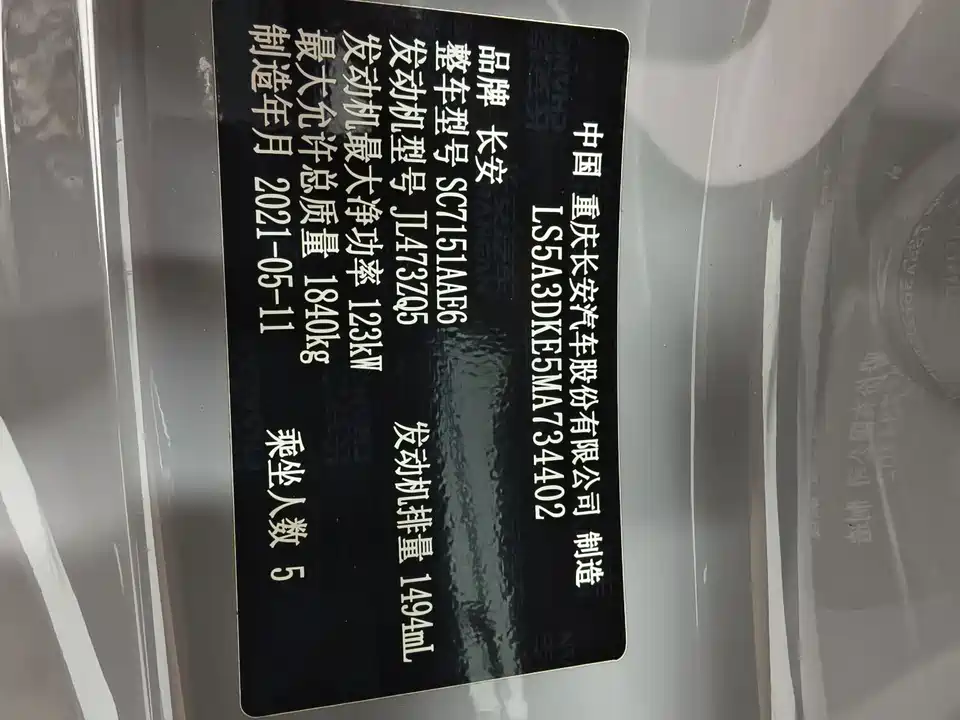 中国 重庆长安汽车股份有限公司 制造
LS5A3DKE5MA734402
品牌 长安
整车型号 SC7151AAE6
发动机型号 JL473ZQ5 发动机排量 1494mL
发动机最大净功率 123kW
最大允许总质量 1840kg
制造年月 2021-05-11 乘坐人数 5